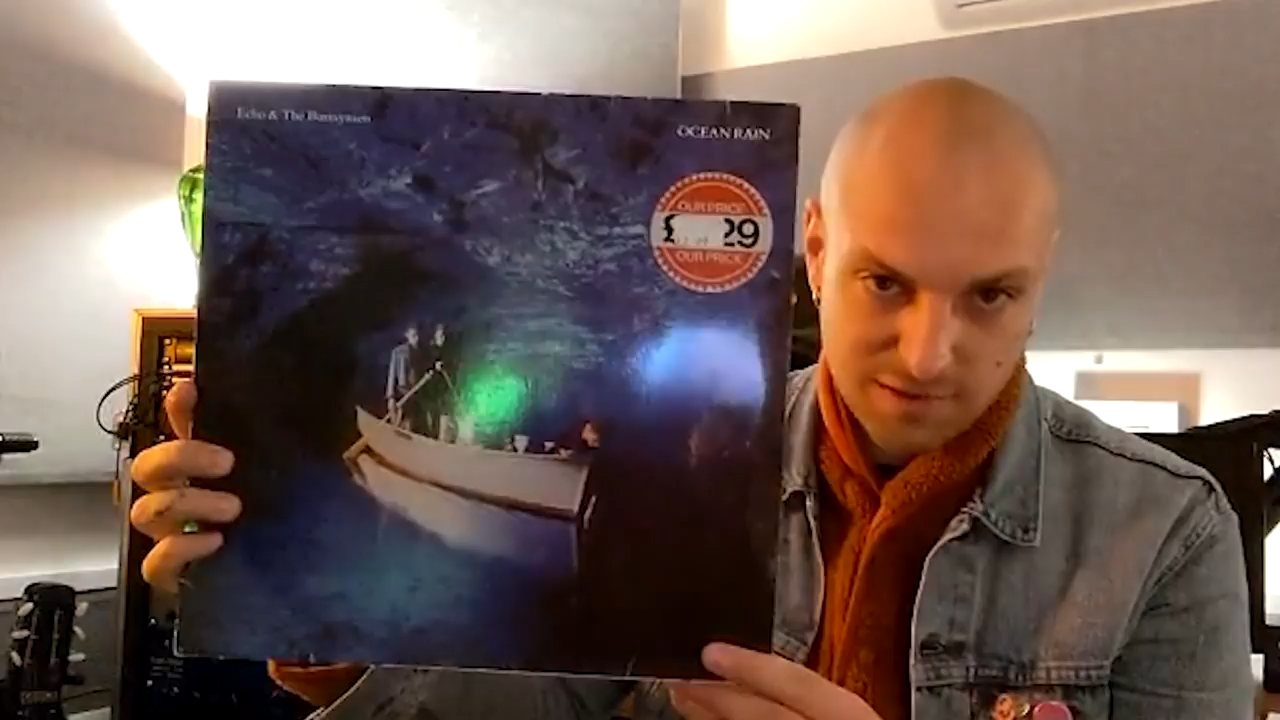 Echo & The Bunnymen
OCEAN RAIN
OUR PRICE
£ 29
OUR PRICE